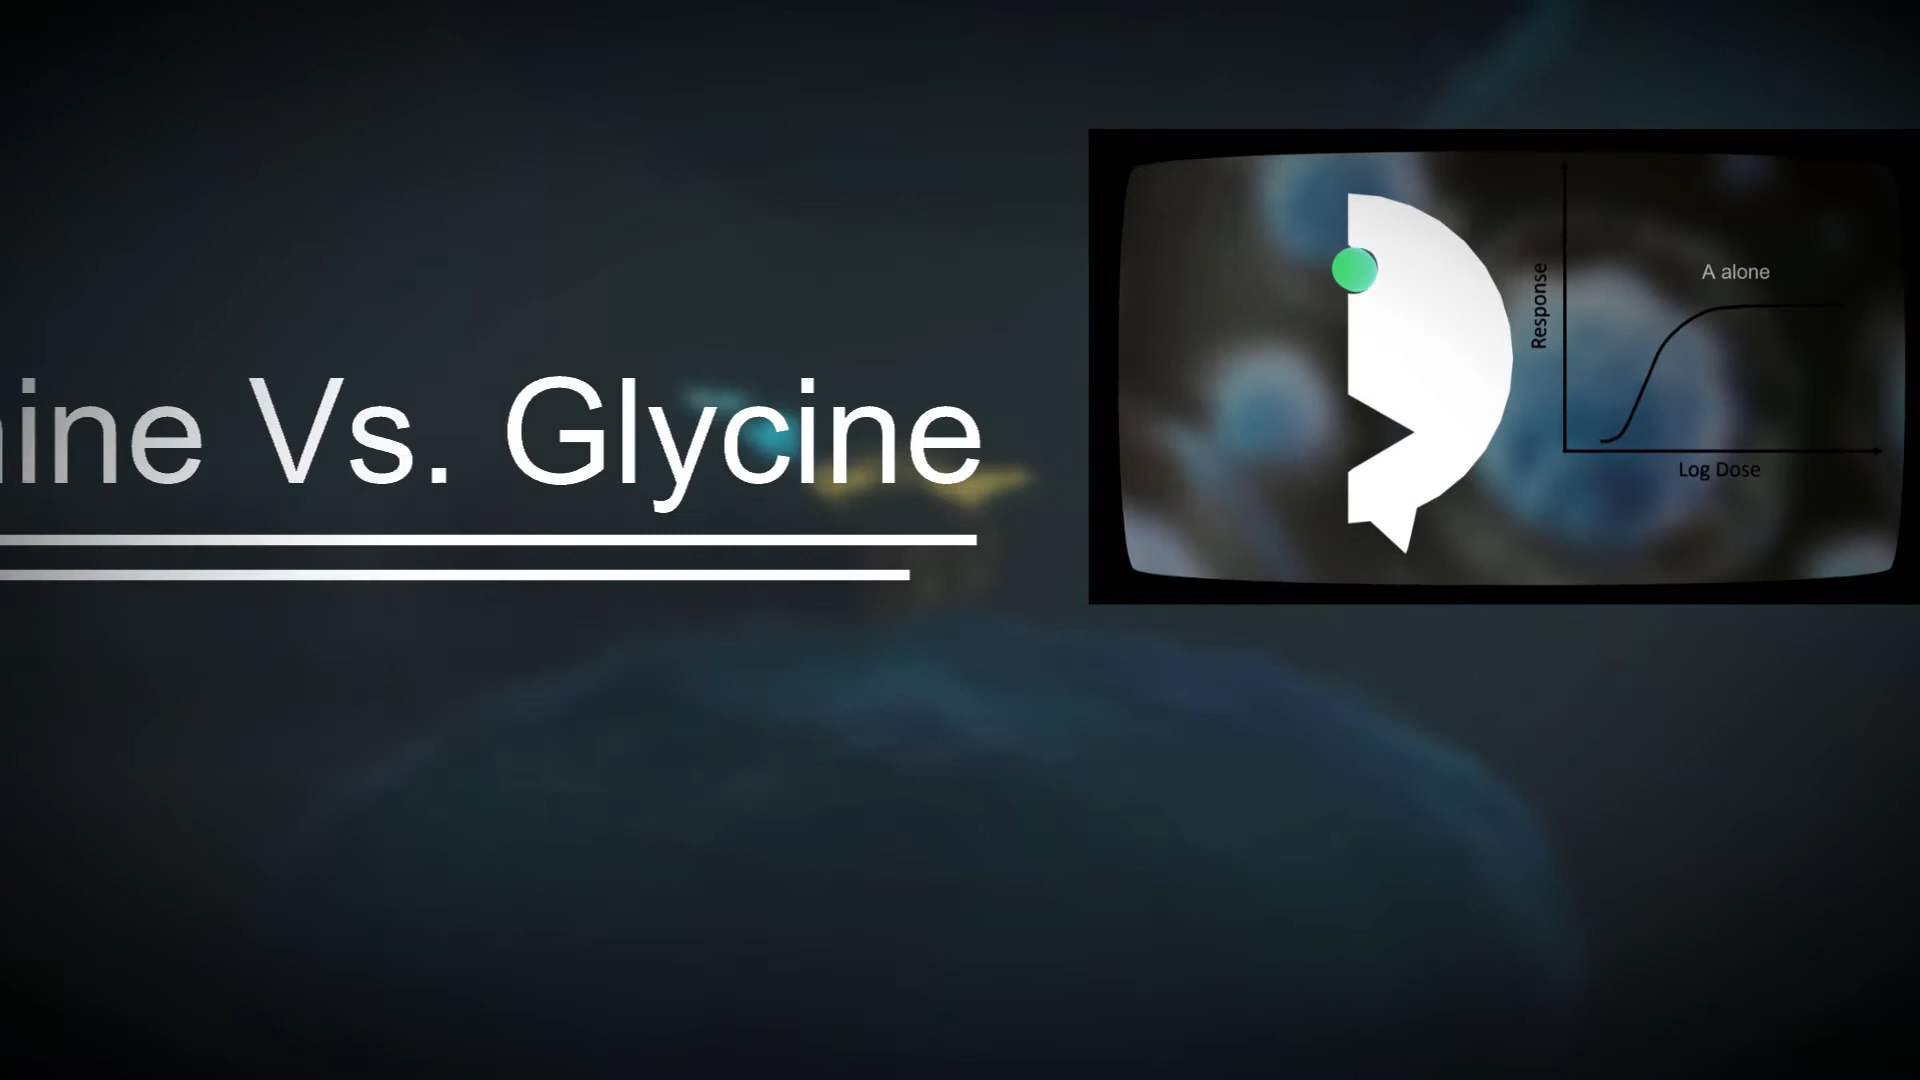 ine Vs. Glycine
A alone
Response
Log Dose